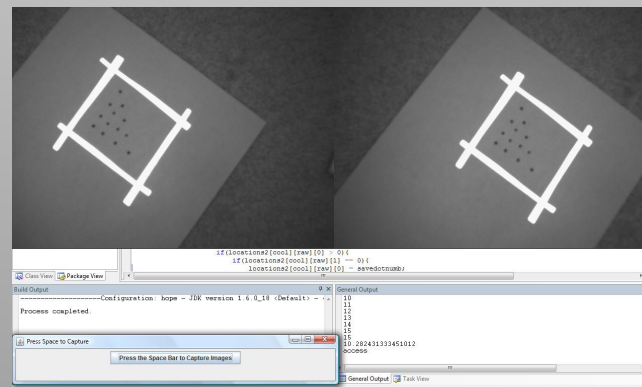 if(locations2[cool][raw][0] > 0){
if(locations2[cool][raw][1] == 0){
locations2[cool][raw][0] = savedotnumb;
Class View Package View
Build Output
--------------------Configuration: hope - JDK version 1.6.0_18 <Default> -
Process completed.
General Output
10
11
12
13
14
15
15
10.282431333451012
access
Press Space to Capture
Press the Space Bar to Capture Images
General Output Task View